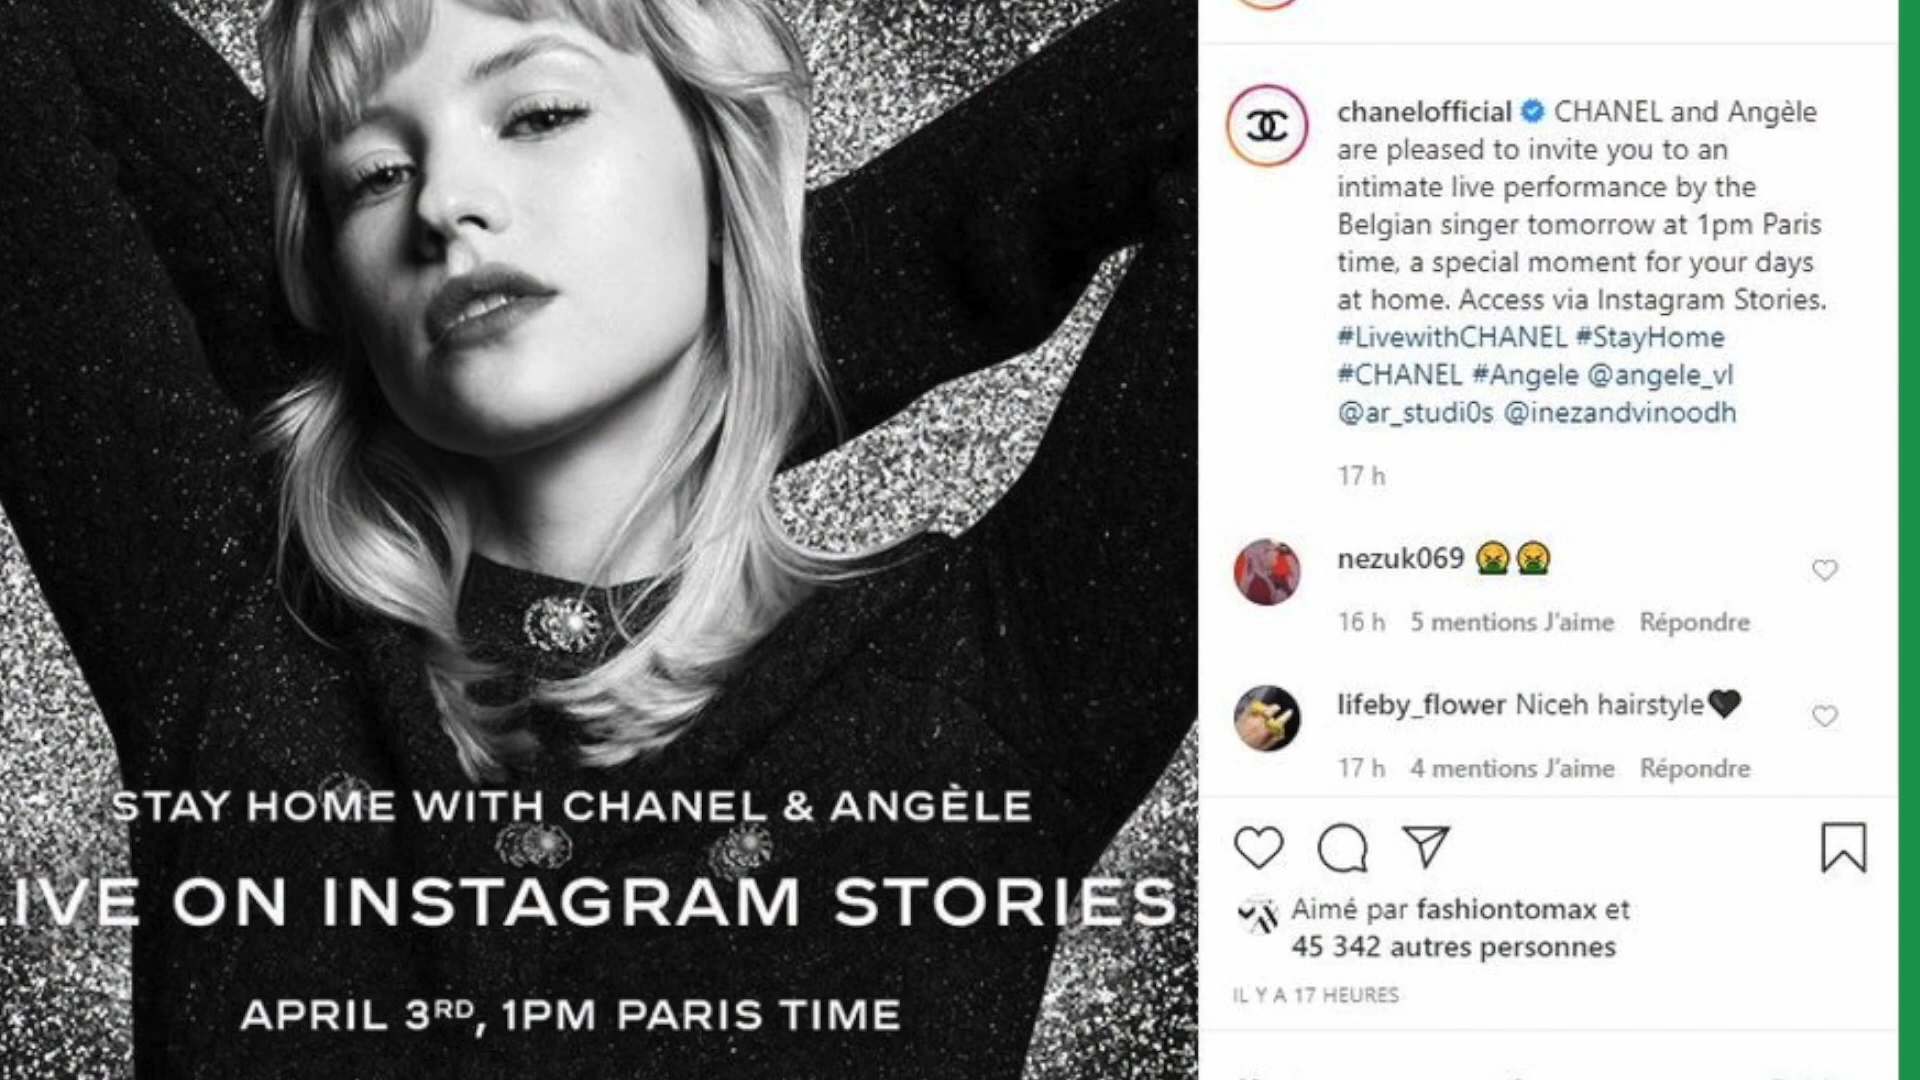 STAY HOME WITH CHANEL & ANGÈLE
LIVE ON INSTAGRAM STORIES
APRIL 3RD, 1PM PARIS TIME
chanelofficial CHANEL and Angèle
are pleased to invite you to an
intimate live performance by the
Belgian singer tomorrow at 1pm Paris
time, a special moment for your days
at home. Access via Instagram Stories.
#LivewithCHANEL #StayHome
#CHANEL #Angele @angele_vl
@ar_studi0s @inezandvinoodh
17 h
nezuk069 🤮🤮
16 h 5 mentions J'aime Répondre
lifeby_flower Niceh hairstyle🖤
17 h 4 mentions J'aime Répondre
Aimé par fashiontomax et
45 342 autres personnes
IL Y A 17 HEURES